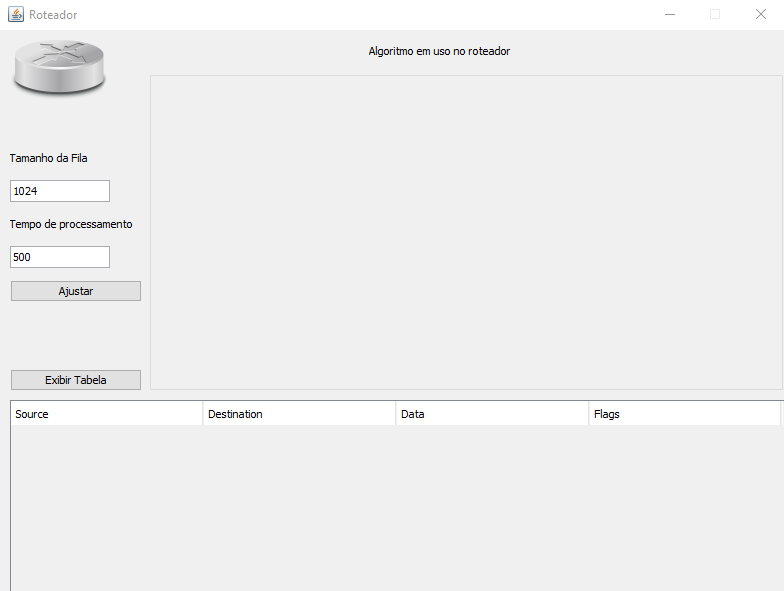 Roteador
Algoritmo em uso no roteador
Tamanho da Fila
1024
Tempo de processamento
500
Ajustar
Exibir Tabela
Source Destination Data Flags